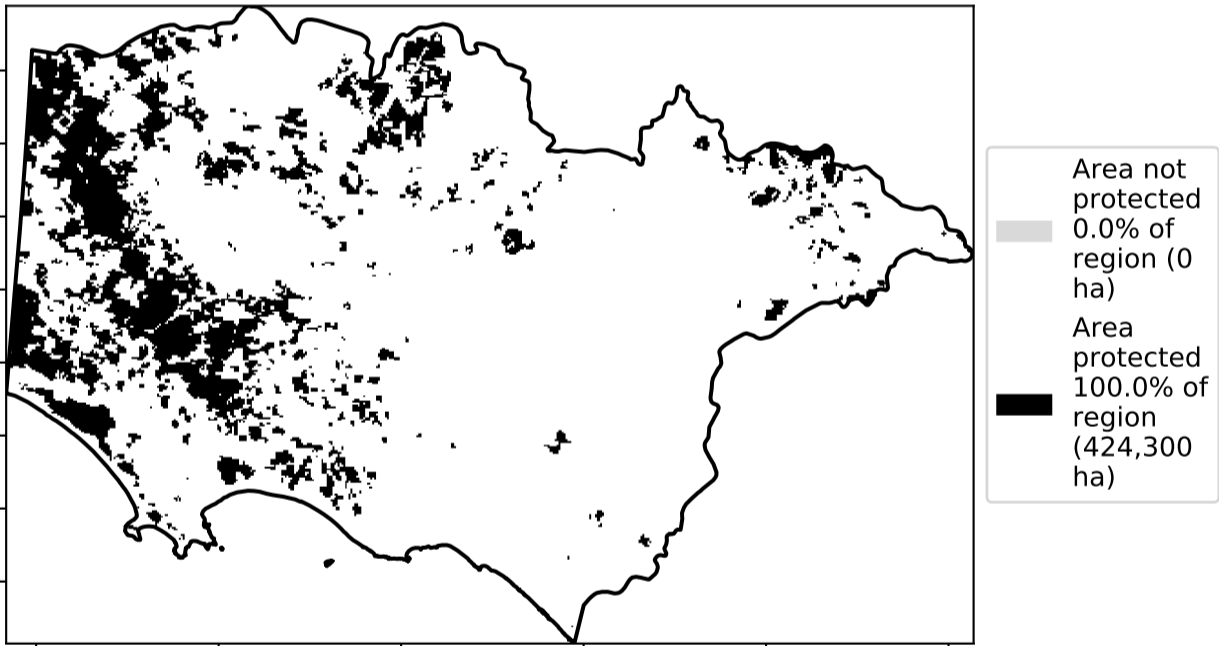 Area not
protected
0.0% of
region (0
ha)
Area
protected
100.0% of
region
(424,300
ha)